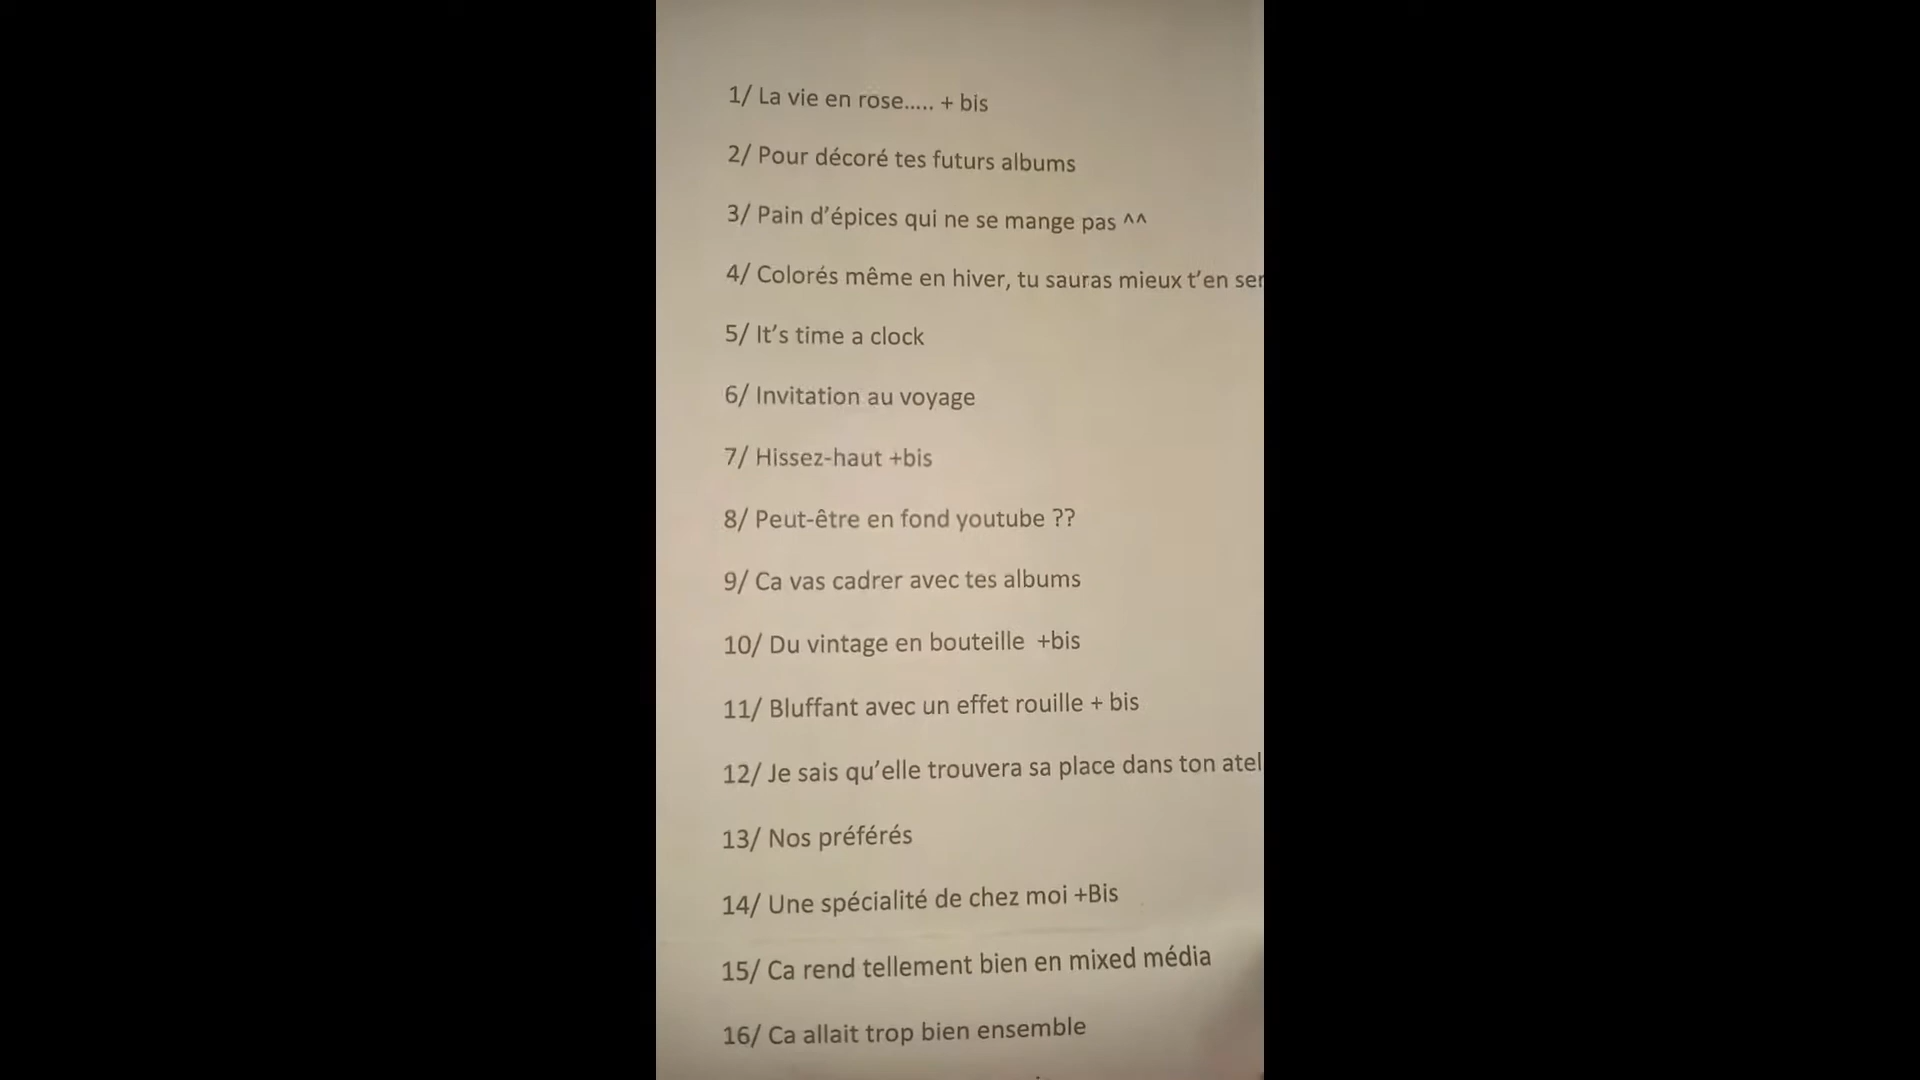 1/ La vie en rose..... + bis
2/ Pour décoré tes futurs albums
3/ Pain d’épices qui ne se mange pas ^^
4/ Colorés même en hiver, tu sauras mieux t’en
5/ It’s time a clock
6/ Invitation au voyage
7/ Hissez-haut +bis
8/ Peut-être en fond youtube ??
9/ Ca vas cadrer avec tes albums
10/ Du vintage en bouteille  +bis
11/ Bluffant avec un effet rouille + bis
12/ Je sais qu’elle trouvera sa place dans ton
13/ Nos préférés
14/ Une spécialité de chez moi +Bis
15/ Ca rend tellement bien en mixed média
16/ Ca allait trop bien ensemble